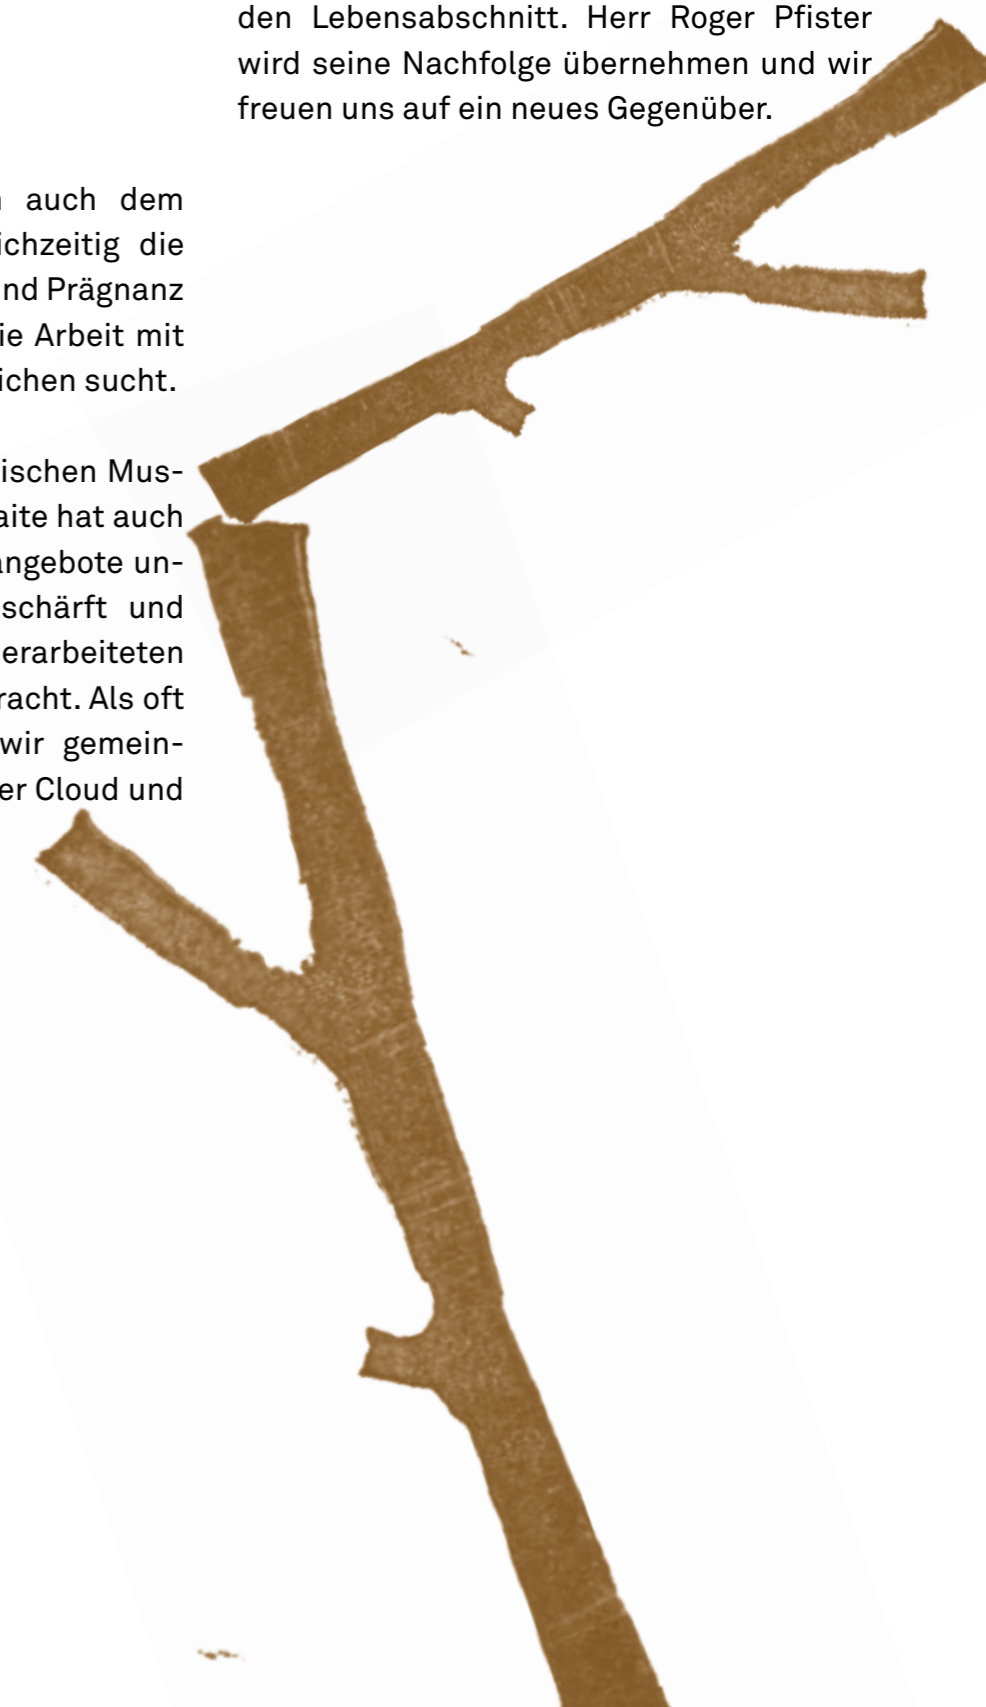 auch dem
ichzeitig die
nd Prägnanz
ie Arbeit mit
ichen sucht.
ischen Mus-
aite hat auch
angebote un-
schärft und
erarbeiteten
racht. Als oft
wir gemein-
er Cloud und
den Lebensabschnitt. Herr Roger Pfister
wird seine Nachfolge übernehmen und wir
freuen uns auf ein neues Gegenüber.